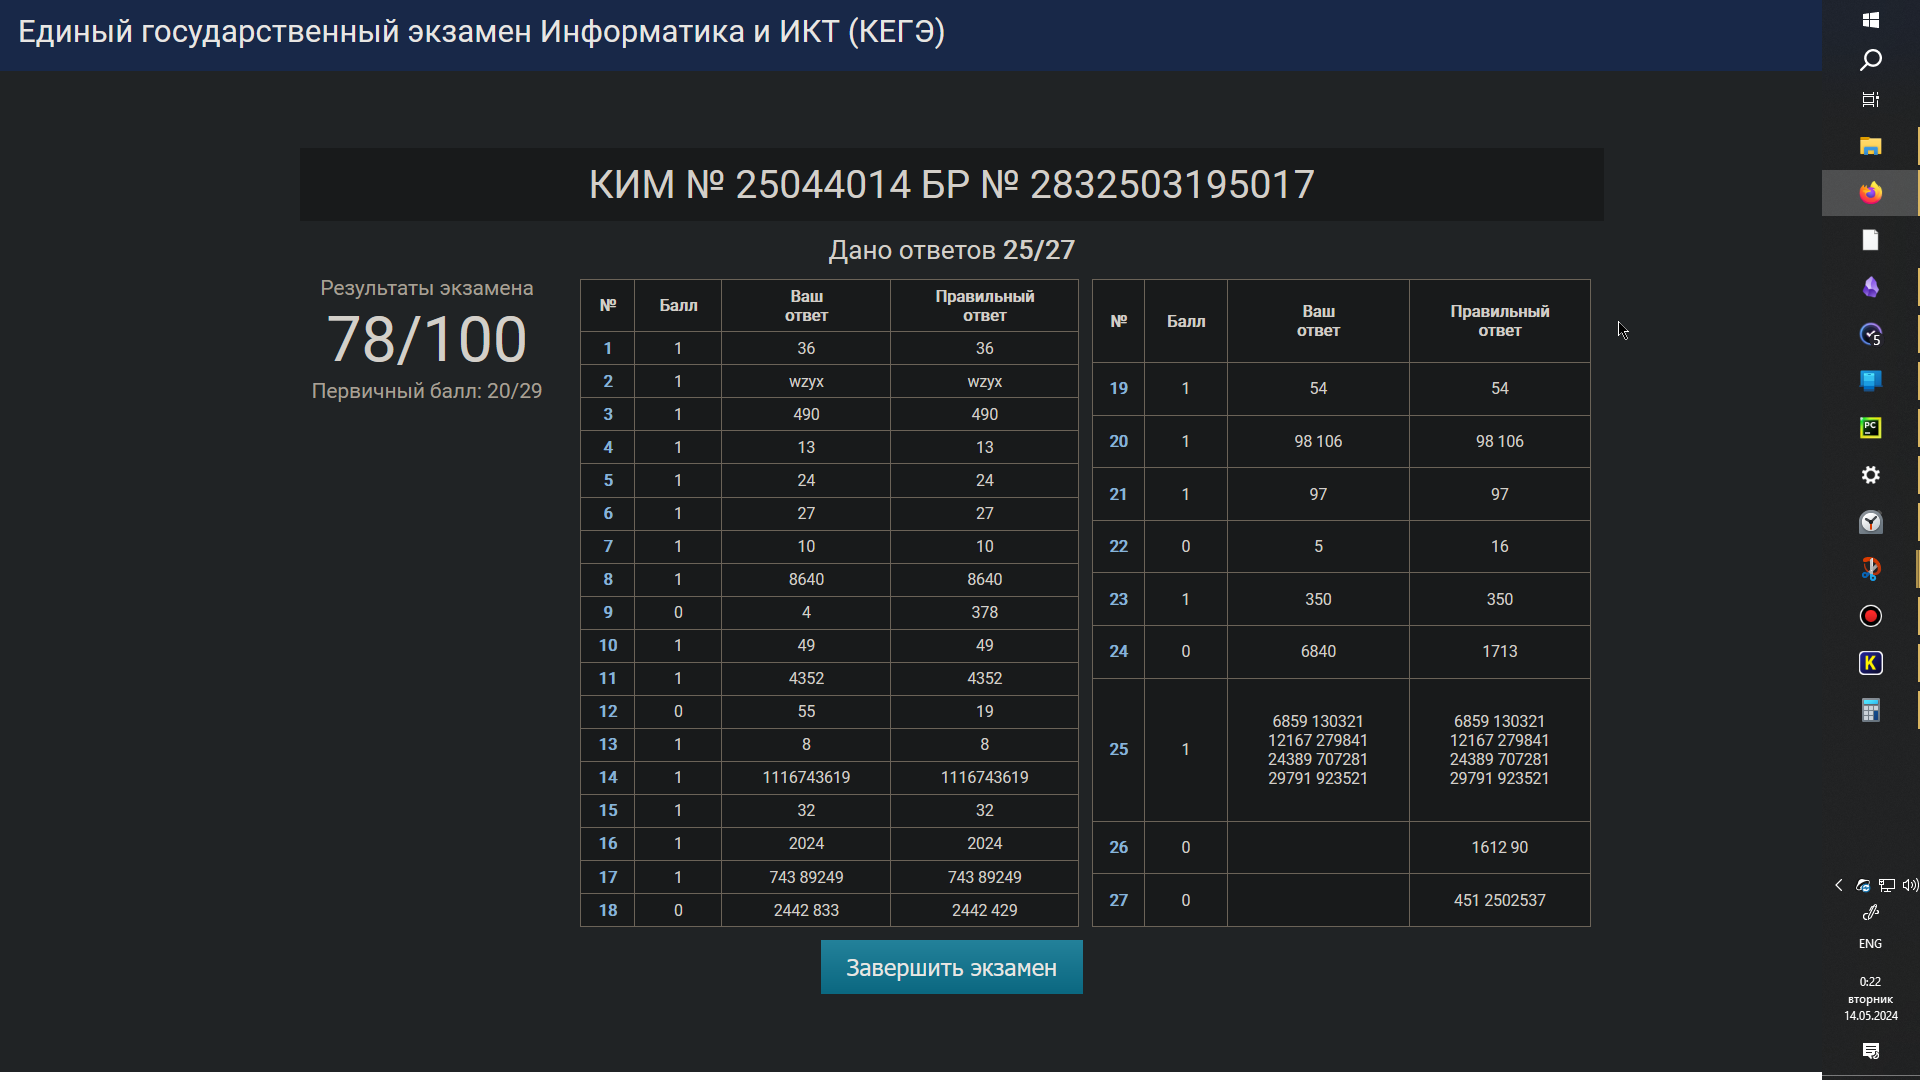 Единый государственный экзамен Информатика и ИКТ (КЕГЭ)
КИМ № 25044014 БР № 2832503195017
Дано ответов 25/27
Результаты экзамена
78/100
Первичный балл: 20/29
№ Балл Ваш ответ Правильный ответ
1 1 36 36
2 1 wzyx wzyx
3 1 490 490
4 1 13 13
5 1 24 24
6 1 27 27
7 1 10 10
8 1 8640 8640
9 0 4 378
10 1 49 49
11 1 4352 4352
12 0 55 19
13 1 8 8
14 1 1116743619 1116743619
15 1 32 32
16 1 2024 2024
17 1 743 89249 743 89249
18 0 2442 833 2442 429
№ Балл Ваш ответ Правильный ответ
19 1 54 54
20 1 98 106 98 106
21 1 97 97
22 0 5 16
23 1 350 350
24 0 6840 1713
25 1
6859 130321 6859 130321
12167 279841 12167 279841
24389 707281 24389 707281
29791 923521 29791 923521
26 0 1612 90
27 0 451 2502537
Завершить экзамен
5
PC
K
ENG
0:22
вторник
14.05.2024